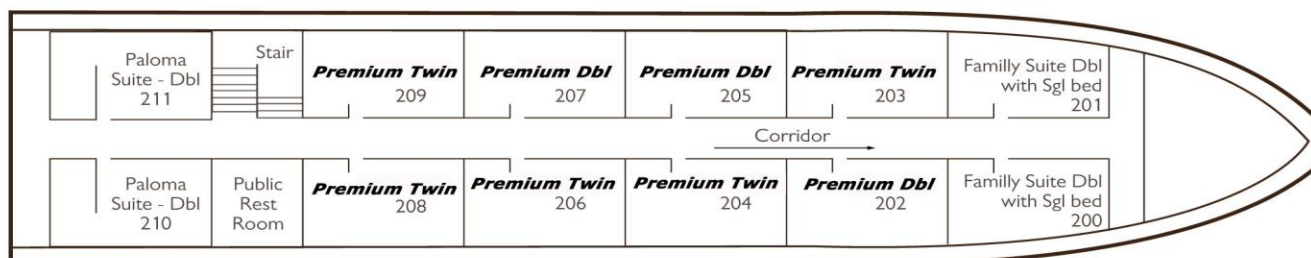 Paloma
Suite - Dbl
211
Stair
Premium Twin
209
Premium Dbl
207
Premium Dbl
205
Premium Twin
203
Familly Suite Dbl
with Sgl bed
201
Corridor
Paloma
Suite - Dbl
210
Public
Rest
Room
Premium Twin
208
Premium Twin
206
Premium Twin
204
Premium Dbl
202
Familly Suite Dbl
with Sgl bed
200